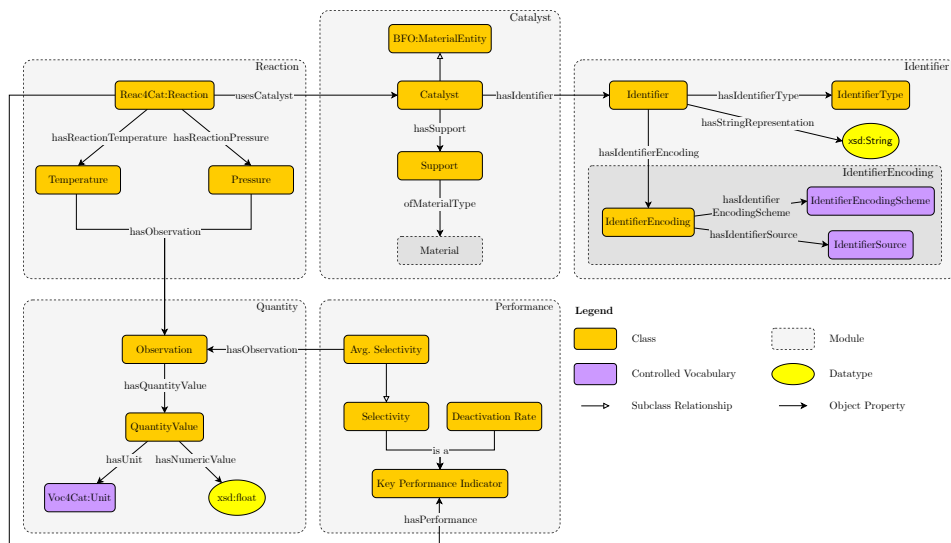 Catalyst
BFO:MaterialEntity
Reaction
Identifier
Reac4Cat:Reaction
usesCatalyst
Catalyst
hasIdentifier
Identifier
hasIdentifierType
IdentifierType
hasStringRepresentation
xsd:String
hasReactionTemperature
hasReactionPressure
hasSupport
hasIdentifierEncoding
Temperature
Pressure
Support
IdentifierEncoding
ofMaterialType
hasIdentifier
EncodingScheme
IdentifierEncodingScheme
IdentifierEncoding
hasIdentifierSource
IdentifierSource
hasObservation
Material
Quantity
Performance
Legend
Observation
hasObservation
Avg. Selectivity
Class
Module
hasQuantityValue
Controlled Vocabulary
Datatype
QuantityValue
Selectivity
Deactivation Rate
Subclass Relationship
Object Property
hasUnit
hasNumericValue
is a
Voc4Cat:Unit
xsd:float
Key Performance Indicator
hasPerformance